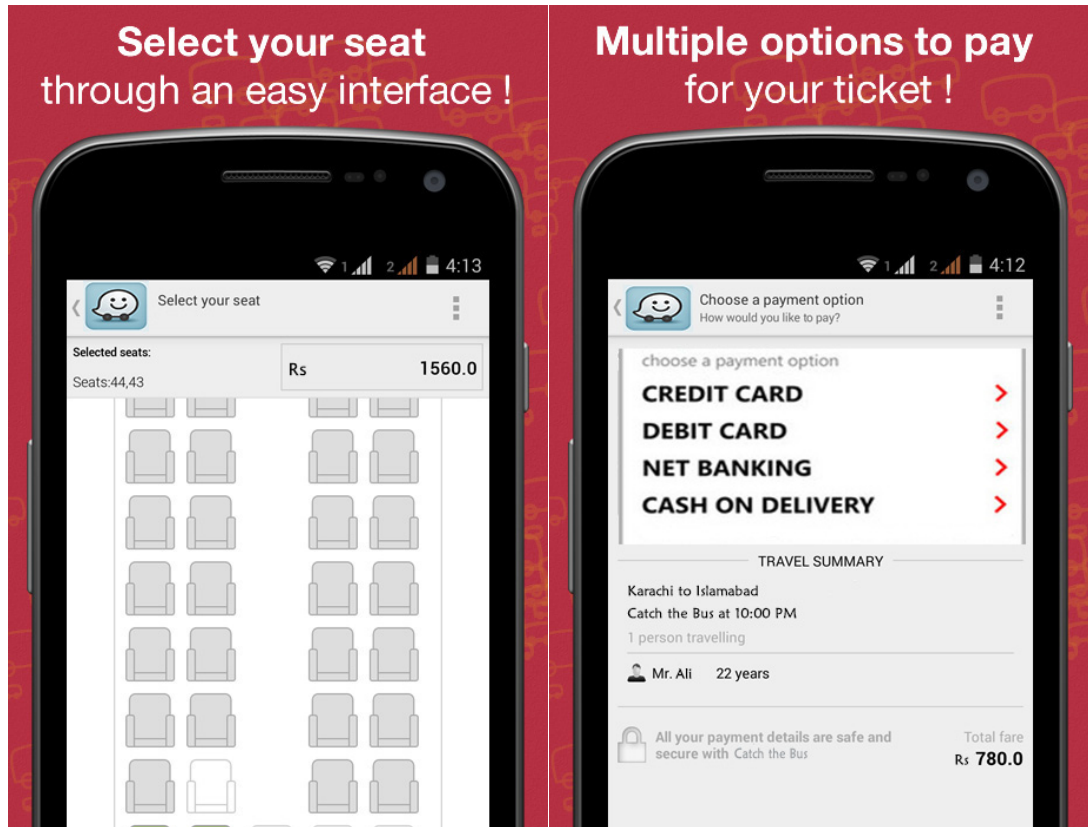 Select your seat
through an easy interface !
1 2 4:13
Select your seat
Selected seats:
Seats:44,43
Rs 1560.0
Multiple options to pay
for your ticket !
1 2 4:12
Choose a payment option
How would you like to pay?
choose a payment option
CREDIT CARD
DEBIT CARD
NET BANKING
CASH ON DELIVERY
TRAVEL SUMMARY
Karachi to Islamabad
Catch the Bus at 10:00 PM
1 person travelling
Mr. Ali 22 years
All your payment details are safe and
secure with Catch the Bus
Total fare
Rs 780.0